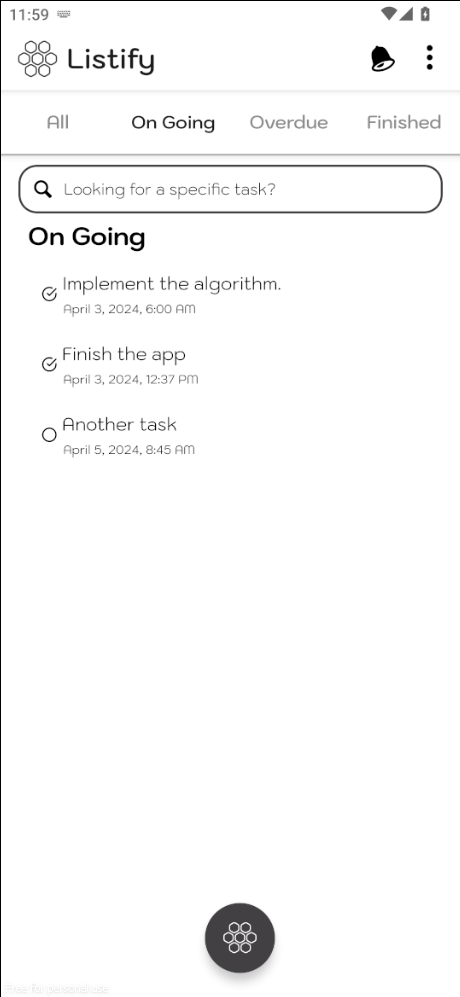 11:59
Listify
All On Going Overdue Finished
Looking for a specific task?
On Going
Implement the algorithm.
April 3, 2024, 6:00 AM
Finish the app
April 3, 2024, 12:37 PM
Another task
April 5, 2024, 8:45 AM
Free for personal use